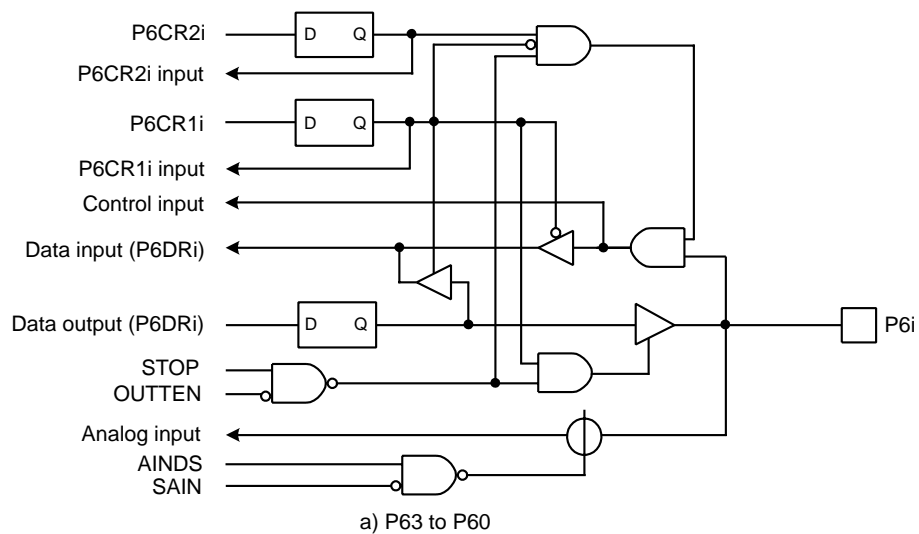 P6CR2i
D Q
P6CR2i input
P6CR1i
D Q
P6CR1i input
Control input
Data input (P6DRi)
Data output (P6DRi)
D Q
P6i
STOP
OUTTEN
Analog input
AINDS
SAIN
a) P63 to P60